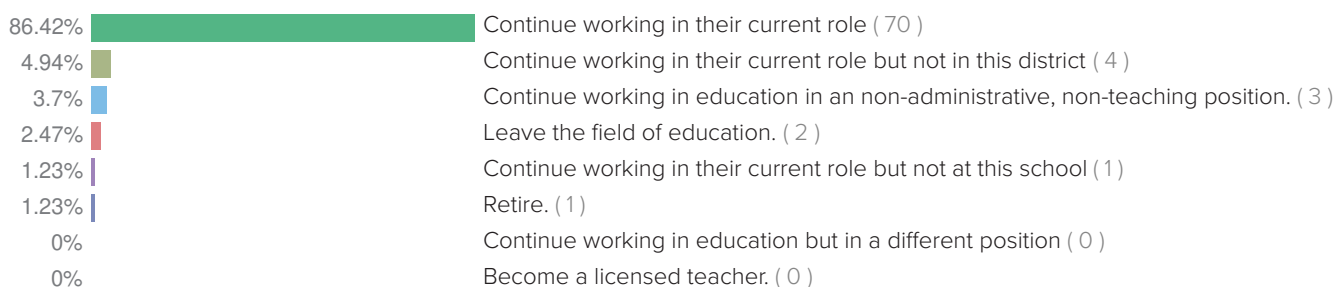 86.42% Continue working in their current role ( 70 )
4.94% Continue working in their current role but not in this district ( 4 )
3.7% Continue working in education in an non-administrative, non-teaching position. ( 3 )
2.47% Leave the field of education. ( 2 )
1.23% Continue working in their current role but not at this school ( 1 )
1.23% Retire. ( 1 )
0% Continue working in education but in a different position ( 0 )
0% Become a licensed teacher. ( 0 )